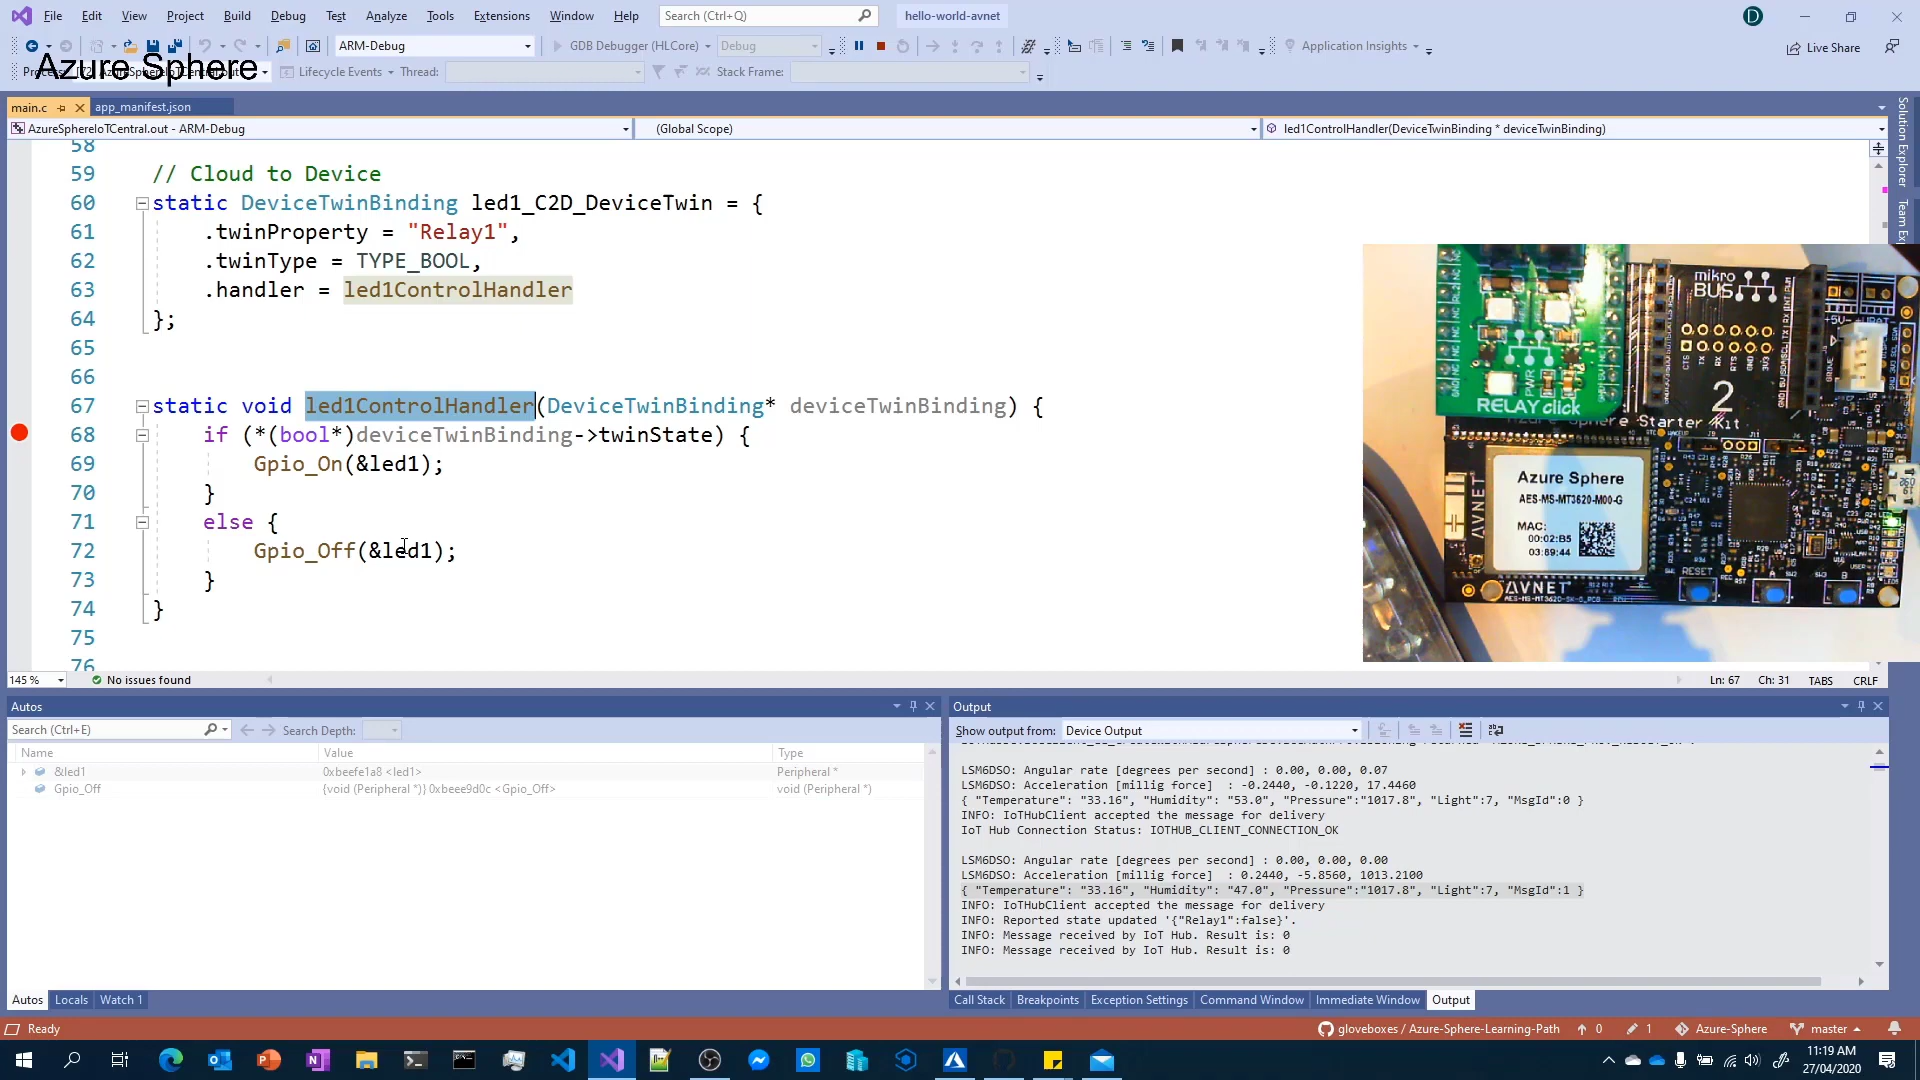 File Edit View Project Build Debug Test Analyze Tools Extensions Window Help Search (Ctrl+Q) hello-world-avnet D
ARM-Debug GDB Debugger (HLCore) Debug Application Insights Live Share
Azure Sphere
Lifecycle Events Thread: Stack Frame:
main.c app_manifest.json
AzureSphereIoTCentral.out - ARM-Debug (Global Scope) led1ControlHandler(DeviceTwinBinding * deviceTwinBinding)
Solution Explorer
Team Ex
58
59 // Cloud to Device
60 static DeviceTwinBinding led1_C2D_DeviceTwin = {
61 .twinProperty = "Relay1",
62 .twinType = TYPE_BOOL,
63 .handler = led1ControlHandler
64 };
65
66
67 static void led1ControlHandler(DeviceTwinBinding* deviceTwinBinding) {
68 if (*(bool*)deviceTwinBinding->twinState) {
69 Gpio_On(&led1);
70 }
71 else {
72 Gpio_Off(&led1);
73 }
74 }
75
76
mikro
BUS
2
RELAY click
Sphere Starter Kit
Azure Sphere
AES-MS-MT3620-M00-G
MAC:
00:02:B5
03:89:44
AVNET
RESET
AVNET
145 % No issues found Ln: 67 Ch: 31 TABS CRLF
Autos
Search (Ctrl+E) Search Depth:
Name Value Type
&led1 0xbeefe1a8 <led1> Peripheral *
Gpio_Off {void (Peripheral *)} 0xbeee9d0c <Gpio_Off> void (Peripheral *)
Autos Locals Watch 1
Output
Show output from: Device Output
LSM6DSO: Angular rate [degrees per second] : 0.00, 0.00, 0.07
LSM6DSO: Acceleration [millig force] : -0.2440, -0.1220, 17.4460
{ "Temperature": "33.16", "Humidity": "53.0", "Pressure":"1017.8", "Light":7, "MsgId":0 }
INFO: IoTHubClient accepted the message for delivery
IoT Hub Connection Status: IOTHUB_CLIENT_CONNECTION_OK
LSM6DSO: Angular rate [degrees per second] : 0.00, 0.00, 0.00
LSM6DSO: Acceleration [millig force] : 0.2440, -5.8560, 1013.2100
{ "Temperature": "33.16", "Humidity": "47.0", "Pressure":"1017.8", "Light":7, "MsgId":1 }
INFO: IoTHubClient accepted the message for delivery
INFO: Reported state updated '{"Relay1":false}'.
INFO: Message received by IoT Hub. Result is: 0
INFO: Message received by IoT Hub. Result is: 0
Call Stack Breakpoints Exception Settings Command Window Immediate Window Output
Ready gloveboxes / Azure-Sphere-Learning-Path 0 1 Azure-Sphere master
11:19 AM
27/04/2020